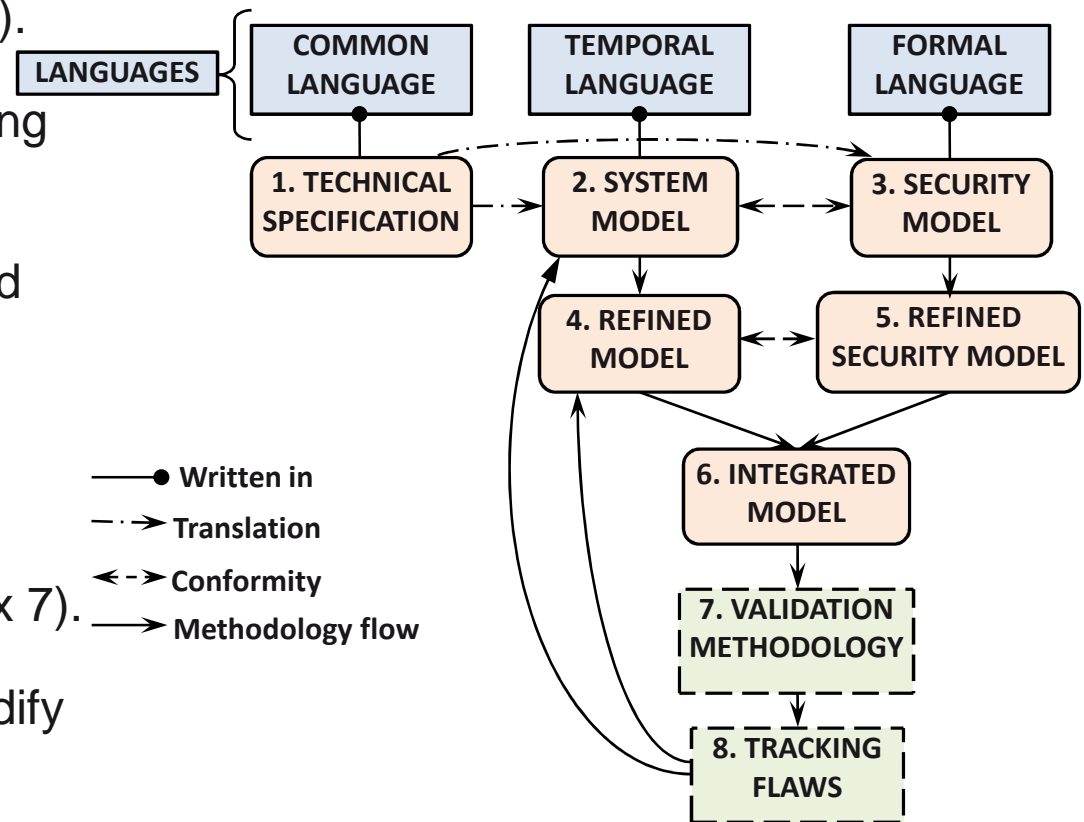 ).
ng
d
x 7).
dify
LANGUAGES
COMMON
LANGUAGE
TEMPORAL
LANGUAGE
FORMAL
LANGUAGE
1. TECHNICAL
SPECIFICATION
2. SYSTEM
MODEL
3. SECURITY
MODEL
4. REFINED
MODEL
5. REFINED
SECURITY MODEL
6. INTEGRATED
MODEL
7. VALIDATION
METHODOLOGY
8. TRACKING
FLAWS
Written in
Translation
Conformity
Methodology flow